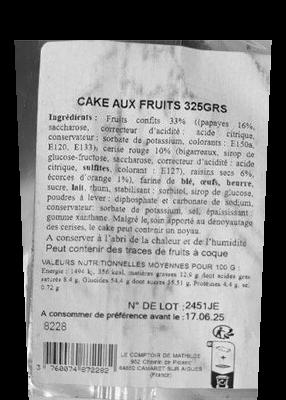 CAKE AUX FRUITS 325GRS
Ingrédients : Fruits confits 33% ((papayes 16%,
saccharose, correcteur d'acidité : acide citrique,
conservateur : sorbate de potassium, colorants : E150a,
E120, E133), cerise rouge 10% (bigarreaux, sirop de
glucose-fructose, saccharose, correcteur d'acidité : acide
citrique, sulfites, colorant : E127), raisins secs 6%,
écorces d'orange 1%), farine de blé, œufs, beurre,
sucre, lait, rhum, stabilisant : sorbitol, sirop de glucose,
poudres à lever : diphosphate et carbonate de sodium,
conservateur: sorbate de potassium, sel, épaississant :
gomme xanthane. Malgré le soin apporter au dénoyautage
des cerises, le cake peut contenir un noyau.
A conserver à l'abri de la chaleur et de l'humidité
Peut contenir des traces de fruits à coque
VALEURS NUTRITIONNELLES MOYENNES POUR 100 G :
Energie : 1494 kj, 356 kcal, matières grasses 12.9 g dont acides gras
saturés 8.4 g, Glucides 54.4 g dont sucres 35.51 g, Protéines 4.4 g, sel
0.72 g
N° DE LOT : 2451JE
A consommer de préférence avant le : 17.06.25
8228
LE COMPTOIR DE MATHILDE
Chemin de
CAMARET SUR AIGUES
(France)
3 760074 872282